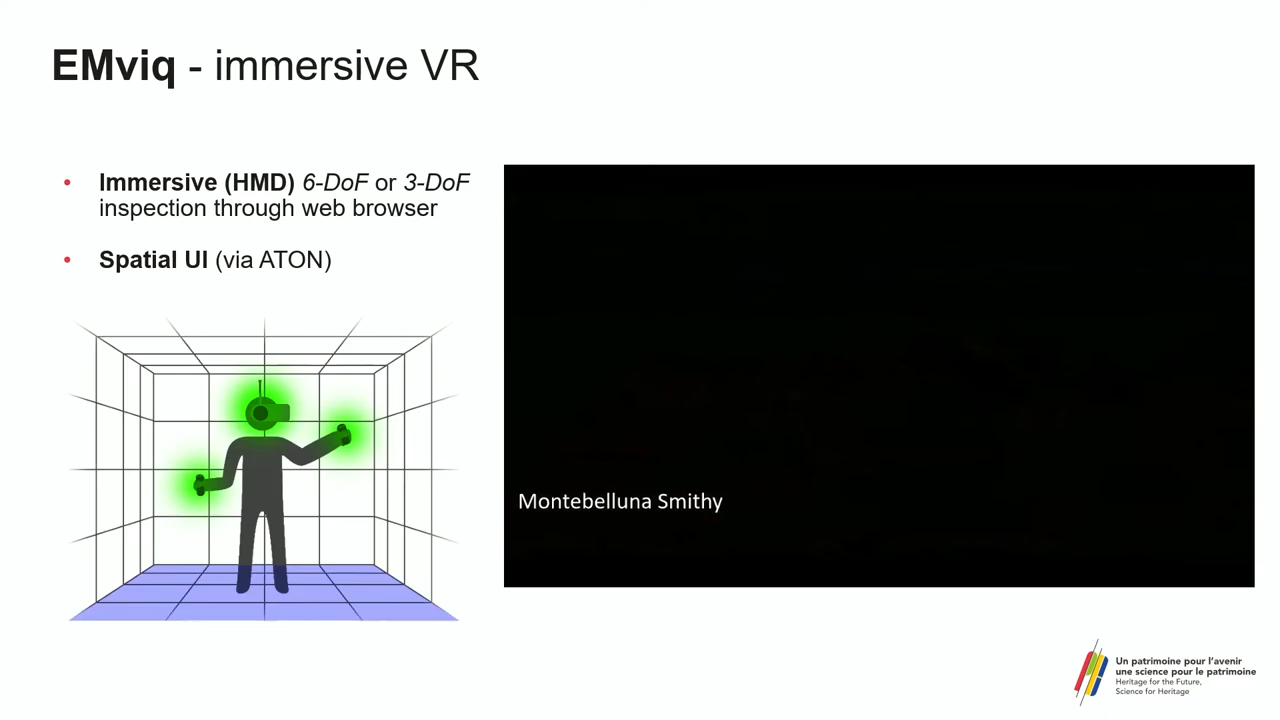 EMviq - immersive VR
• Immersive (HMD) 6-DoF or 3-DoF
inspection through web browser
• Spatial UI (via ATON)
Montebelluna Smithy
Un patrimoine pour l'avenir
une science pour le patrimoine
Heritage for the Future,
Science for Heritage